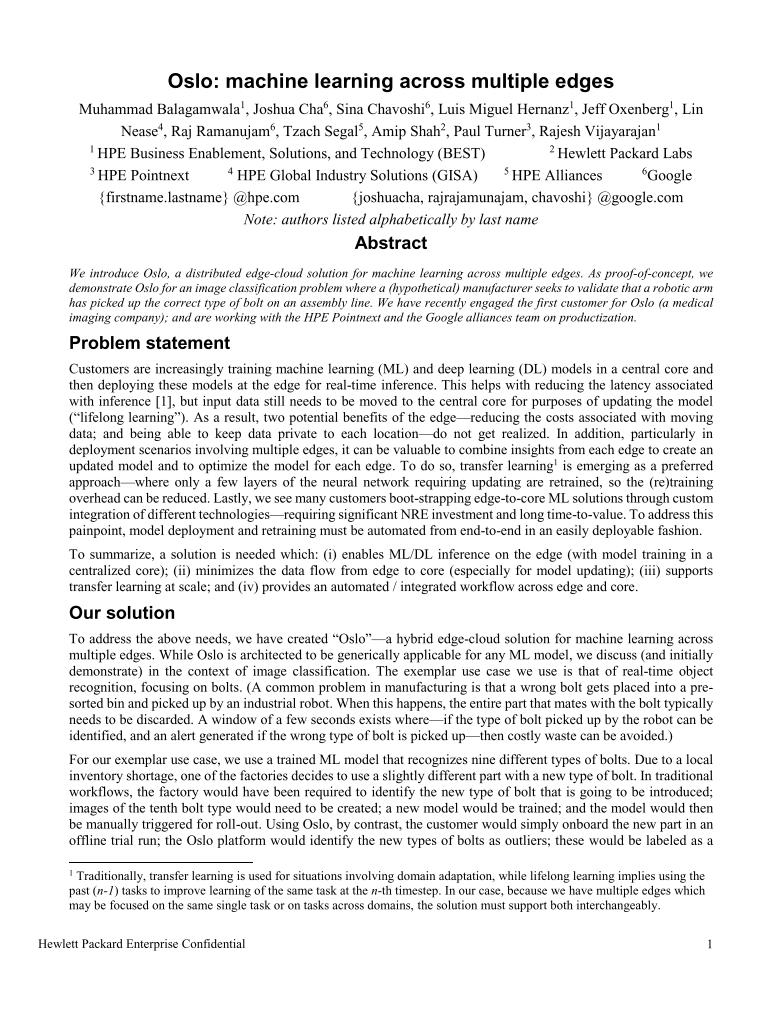 Oslo: machine learning across multiple edges
Muhammad Balagamwala1, Joshua Cha6, Sina Chavoshi6, Luis Miguel Hernanz1, Jeff Oxenberg1, Lin
Nease4, Raj Ramanujam6, Tzach Segal5, Amip Shah2, Paul Turner3, Rajesh Vijayarajan1
1 HPE Business Enablement, Solutions, and Technology (BEST) 2 Hewlett Packard Labs
3 HPE Pointnext 4 HPE Global Industry Solutions (GISA) 5 HPE Alliances 6Google
{firstname.lastname} @hpe.com {joshuacha, rajrajamunajam, chavoshi} @google.com
Note: authors listed alphabetically by last name
Abstract
We introduce Oslo, a distributed edge-cloud solution for machine learning across multiple edges. As proof-of-concept, we
demonstrate Oslo for an image classification problem where a (hypothetical) manufacturer seeks to validate that a robotic arm
has picked up the correct type of bolt on an assembly line. We have recently engaged the first customer for Oslo (a medical
imaging company); and are working with the HPE Pointnext and the Google alliances team on productization.
Problem statement
Customers are increasingly training machine learning (ML) and deep learning (DL) models in a central core and
then deploying these models at the edge for real-time inference. This helps with reducing the latency associated
with inference [1], but input data still needs to be moved to the central core for purposes of updating the model
(“lifelong learning”). As a result, two potential benefits of the edge—reducing the costs associated with moving
data; and being able to keep data private to each location—do not get realized. In addition, particularly in
deployment scenarios involving multiple edges, it can be valuable to combine insights from each edge to create an
updated model and to optimize the model for each edge. To do so, transfer learning1 is emerging as a preferred
approach—where only a few layers of the neural network requiring updating are retrained, so the (re)training
overhead can be reduced. Lastly, we see many customers boot-strapping edge-to-core ML solutions through custom
integration of different technologies—requiring significant NRE investment and long time-to-value. To address this
painpoint, model deployment and retraining must be automated from end-to-end in an easily deployable fashion.
To summarize, a solution is needed which: (i) enables ML/DL inference on the edge (with model training in a
centralized core); (ii) minimizes the data flow from edge to core (especially for model updating); (iii) supports
transfer learning at scale; and (iv) provides an automated / integrated workflow across edge and core.
Our solution
To address the above needs, we have created “Oslo”—a hybrid edge-cloud solution for machine learning across
multiple edges. While Oslo is architected to be generically applicable for any ML model, we discuss (and initially
demonstrate) in the context of image classification. The exemplar use case we use is that of real-time object
recognition, focusing on bolts. (A common problem in manufacturing is that a wrong bolt gets placed into a pre-
sorted bin and picked up by an industrial robot. When this happens, the entire part that mates with the bolt typically
needs to be discarded. A window of a few seconds exists where—if the type of bolt picked up by the robot can be
identified, and an alert generated if the wrong type of bolt is picked up—then costly waste can be avoided.)
For our exemplar use case, we use a trained ML model that recognizes nine different types of bolts. Due to a local
inventory shortage, one of the factories decides to use a slightly different part with a new type of bolt. In traditional
workflows, the factory would have been required to identify the new type of bolt that is going to be introduced;
images of the tenth bolt type would need to be created; a new model would be trained; and the model would then
be manually triggered for roll-out. Using Oslo, by contrast, the customer would simply onboard the new part in an
offline trial run; the Oslo platform would identify the new types of bolts as outliers; these would be labeled as a
1 Traditionally, transfer learning is used for situations involving domain adaptation, while lifelong learning implies using the
past (n-1) tasks to improve learning of the same task at the n-th timestep. In our case, because we have multiple edges which
may be focused on the same single task or on tasks across domains, the solution must support both interchangeably.
Hewlett Packard Enterprise Confidential 1